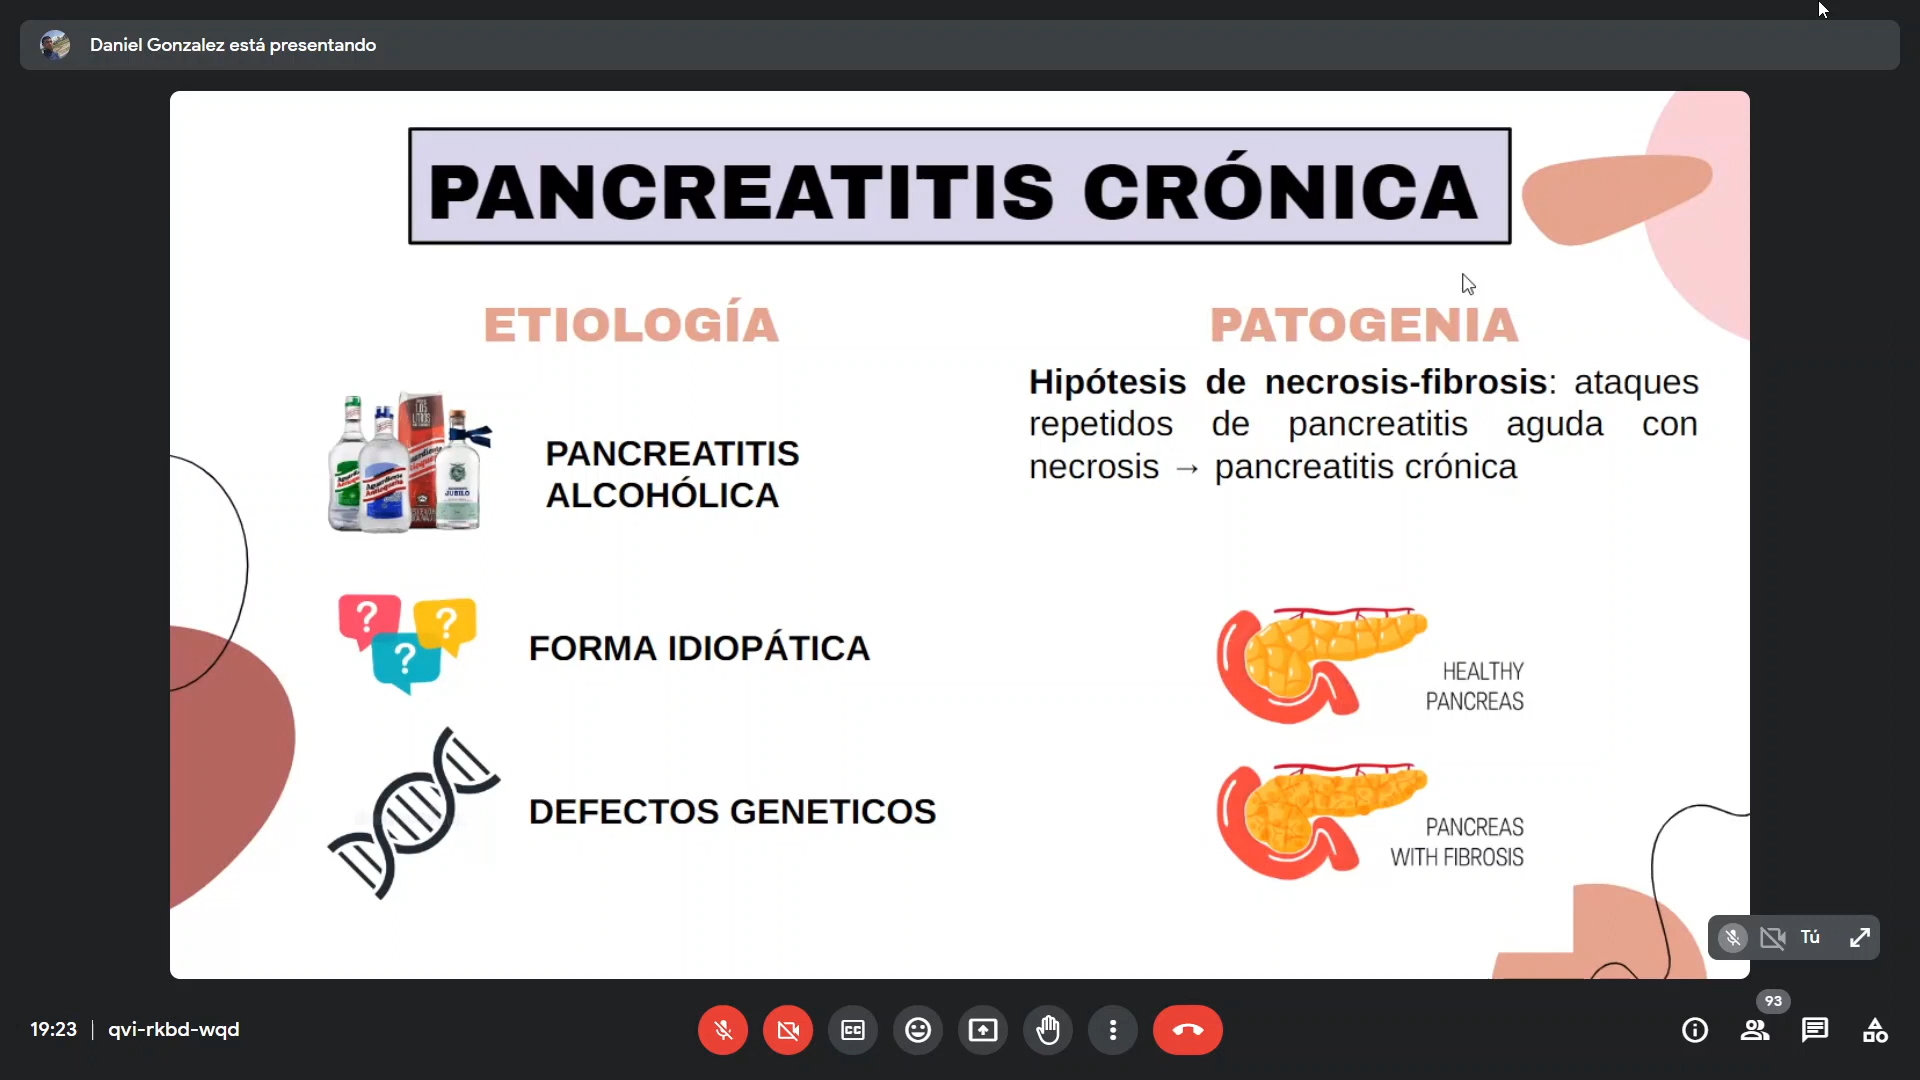 Daniel Gonzalez está presentando
PANCREATITIS CRÓNICA
ETIOLOGÍA
PANCREATITIS
ALCOHÓLICA
FORMA IDIOPÁTICA
DEFECTOS GENETICOS
PATOGENIA
Hipótesis de necrosis-fibrosis: ataques
repetidos de pancreatitis aguda con
necrosis → pancreatitis crónica
HEALTHY
PANCREAS
PANCREAS
WITH FIBROSIS
Tú
19:23 | qvi-rkbd-wqd
93